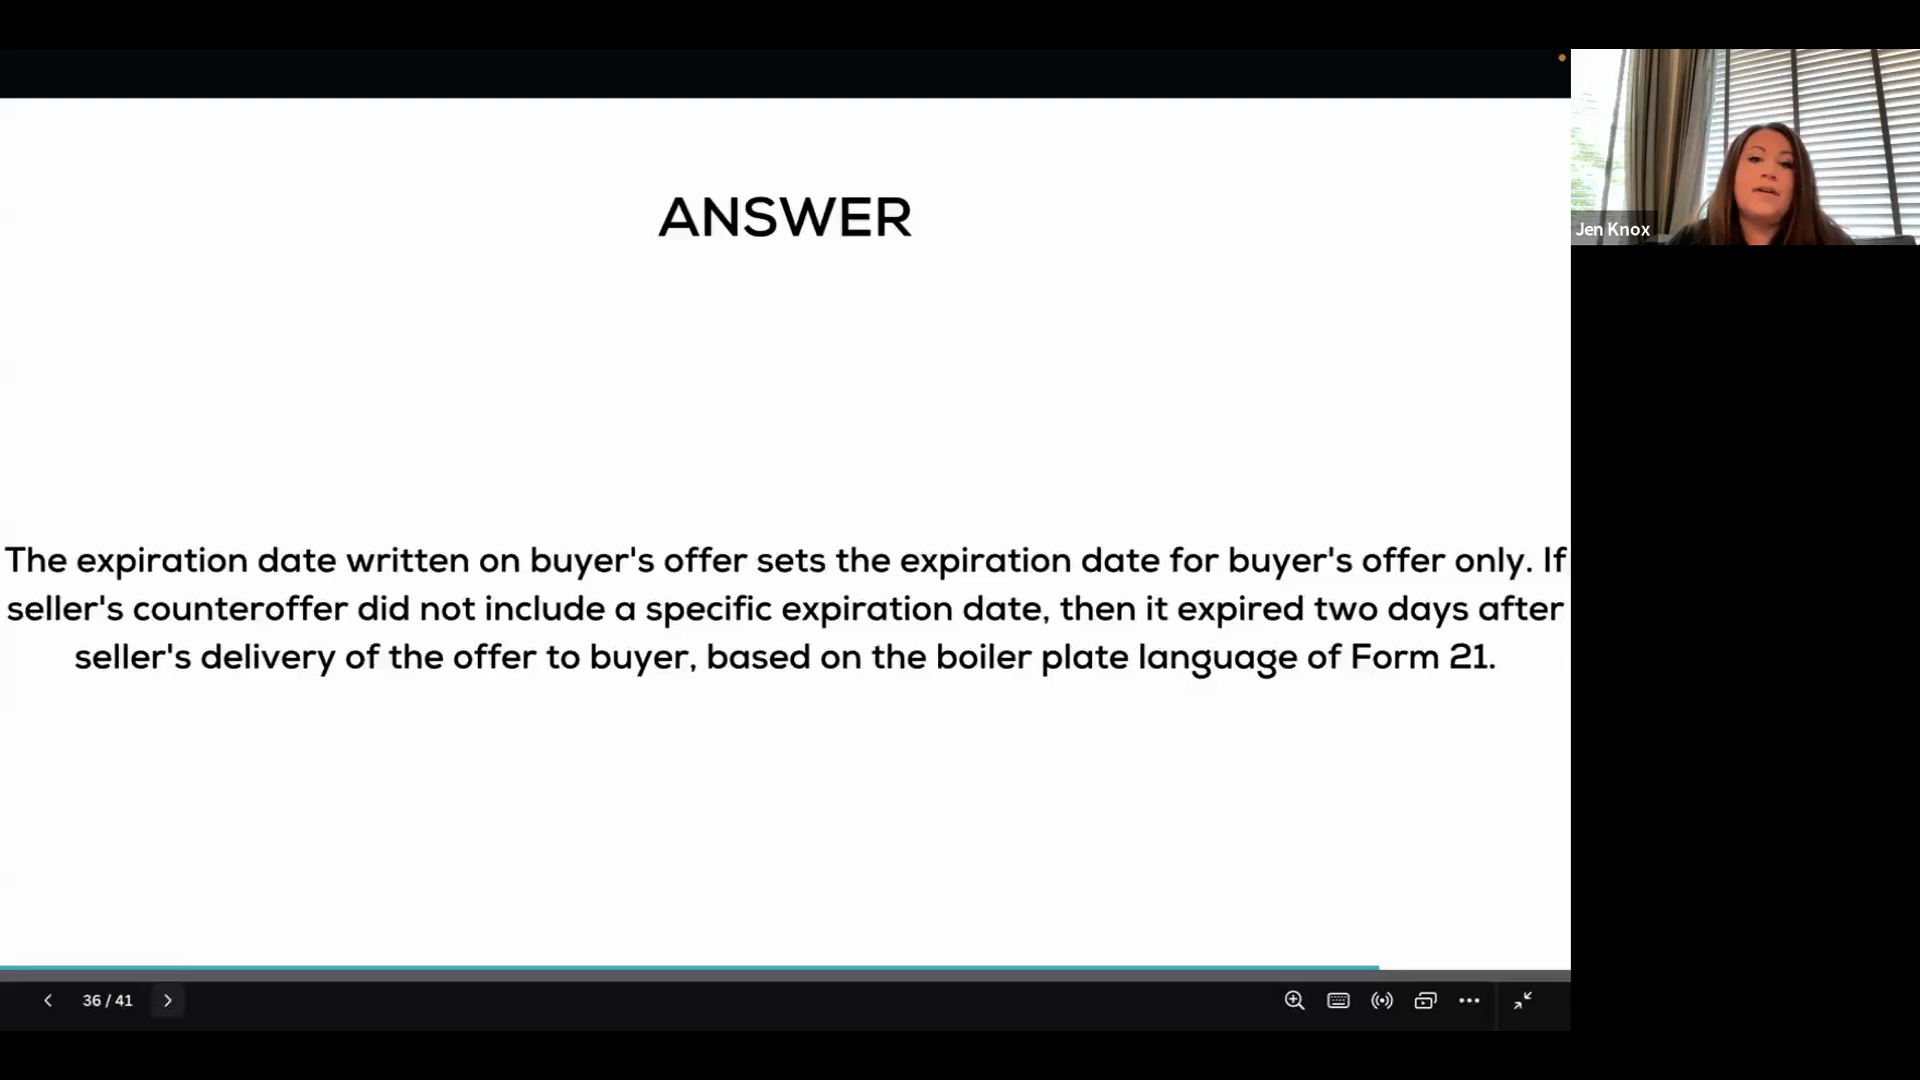 ANSWER
Jen Knox
The expiration date written on buyer's offer sets the expiration date for buyer's offer only. If
seller's counteroffer did not include a specific expiration date, then it expired two days after
seller's delivery of the offer to buyer, based on the boiler plate language of Form 21.
36 / 41